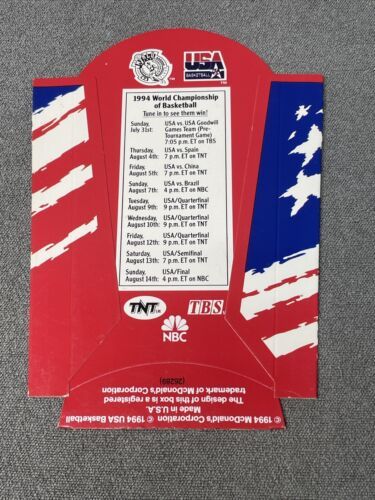 USA
BASKETBALL
TM
TM
1994 World Championship
of Basketball
Tune in to see them win!
Sunday, USA vs. USA Goodwill
July 31st: Games Team (Pre-
Tournament Game)
7:05 p.m. ET on TBS
Thursday, USA vs. Spain
August 4th: 7 p.m. ET on TNT
Friday, USA vs. China
August 5th: 7 p.m. ET on TNT
Sunday, USA vs. Brazil
August 7th: 4 p.m. ET on NBC
Tuesday, USA/Quarterfinal
August 9th: 9 p.m. ET on TNT
Wednesday, USA/Quarterfinal
August 10th: 9 p.m. ET on TNT
Friday, USA/Quarterfinal
August 12th: 9 p.m. ET on TNT
Saturday, USA/Semifinal
August 13th: 7 p.m. ET on TNT
Sunday, USA/Final
August 14th: 4 p.m. ET on NBC
TNT
TBS
NBC
© 1994 McDonald's Corporation © 1994 USA Basketball
Made in U.S.A.
The design of this box is a registered
trademark of McDonald's Corporation
(26289)